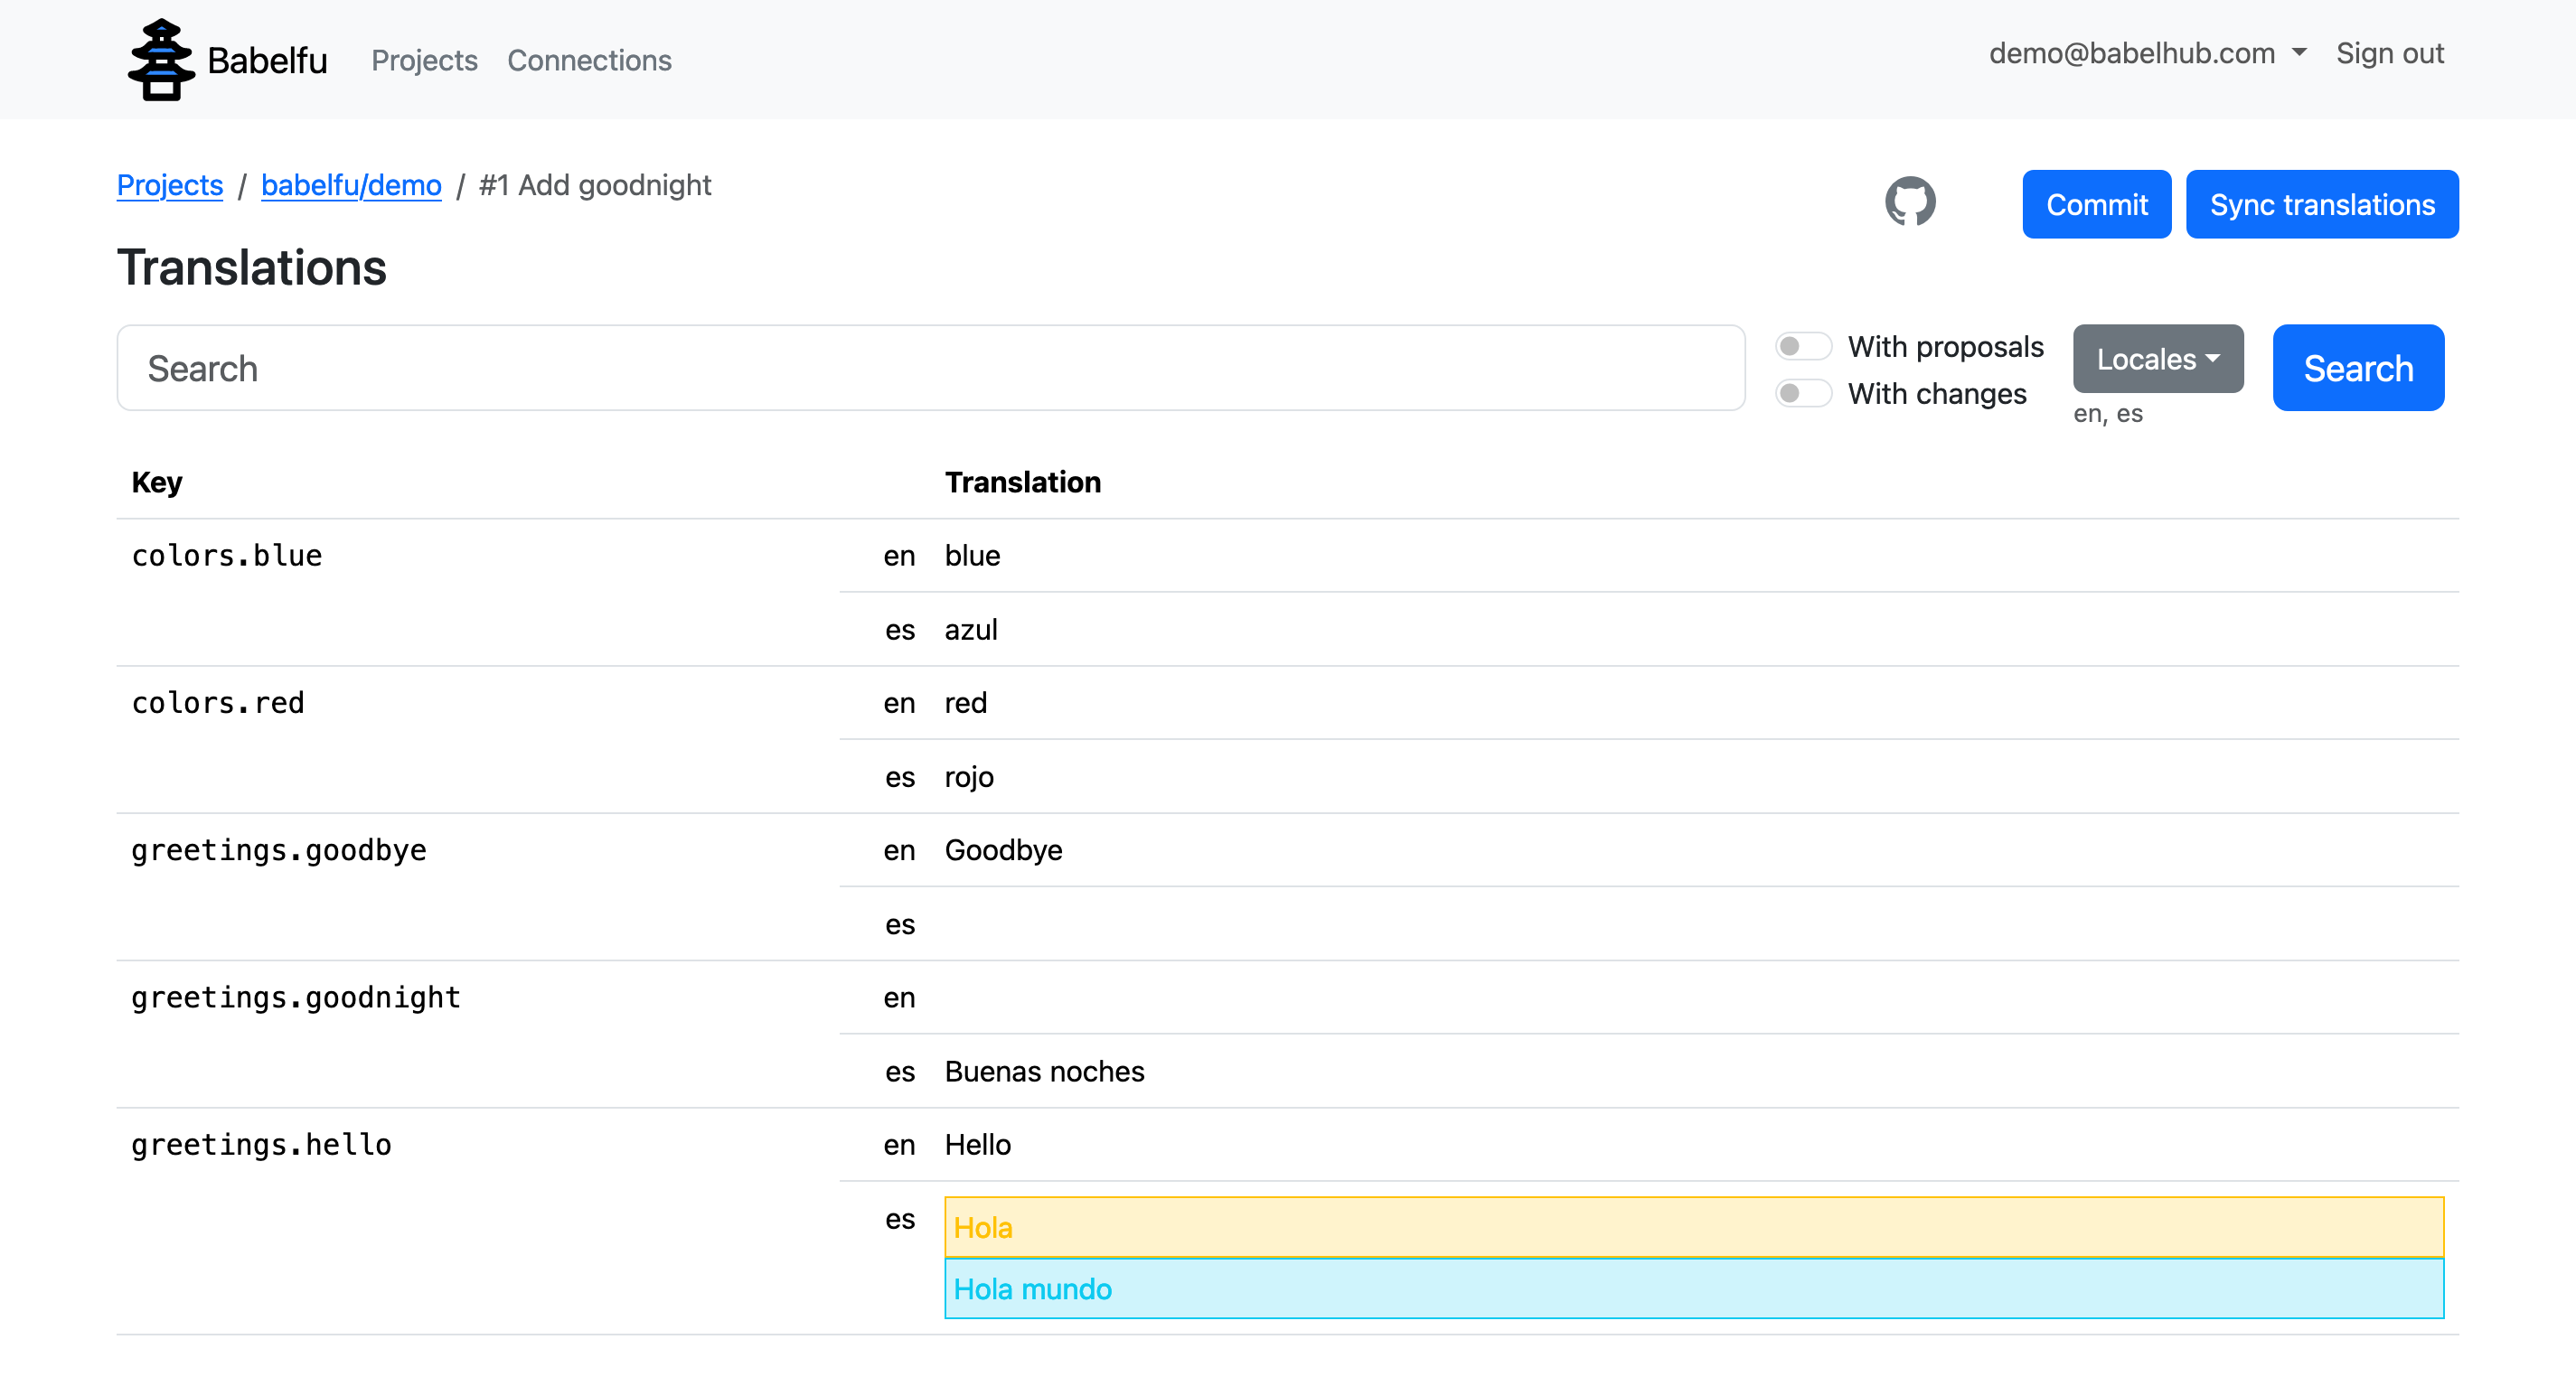 Babelfu Projects Connections demo@babelhub.com Sign out
Projects / babelfu/demo / #1 Add goodnight
Commit Sync translations
Translations
Search With proposals Locales Search
With changes
en, es
Key Translation
colors.blue en blue
es azul
colors.red en red
es rojo
greetings.goodbye en Goodbye
es
greetings.goodnight en
es Buenas noches
greetings.hello en Hello
es Hola
Hola mundo